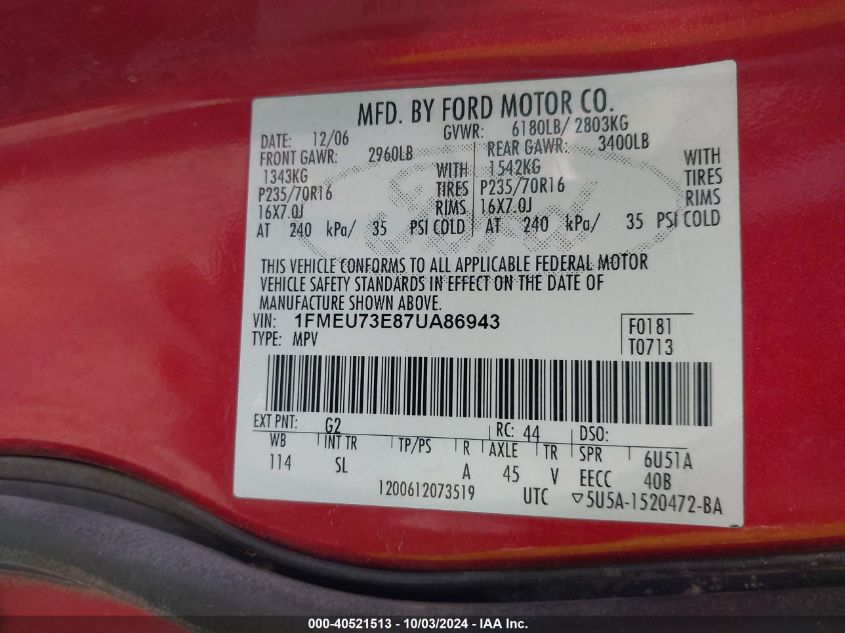 MFD. BY FORD MOTOR CO.
DATE: 12/06 GVWR: 6180LB/ 2803KG
FRONT GAWR: 2960LB REAR GAWR: 3400LB
1343KG WITH 1542KG WITH
P235/70R16 TIRES P235/70R16 TIRES
16X7.0J RIMS 16X7.0J RIMS
AT 240 kPa/ 35 PSI COLD AT 240 kPa/ 35 PSI COLD
THIS VEHICLE CONFORMS TO ALL APPLICABLE FEDERAL MOTOR
VEHICLE SAFETY STANDARDS IN EFFECT ON THE DATE OF
MANUFACTURE SHOWN ABOVE.
VIN: 1FMEU73E87UA86943 F0181
TYPE: MPV T0713
EXT PNT: G2 RC: 44 DSO:
WB INT TR TP/PS R AXLE TR SPR 6U51A
114 SL A 45 V EECC 40B
1200612073519 UTC ▽5U5A-1520472-BA
000-40521513 - 10/03/2024 - IAA Inc.